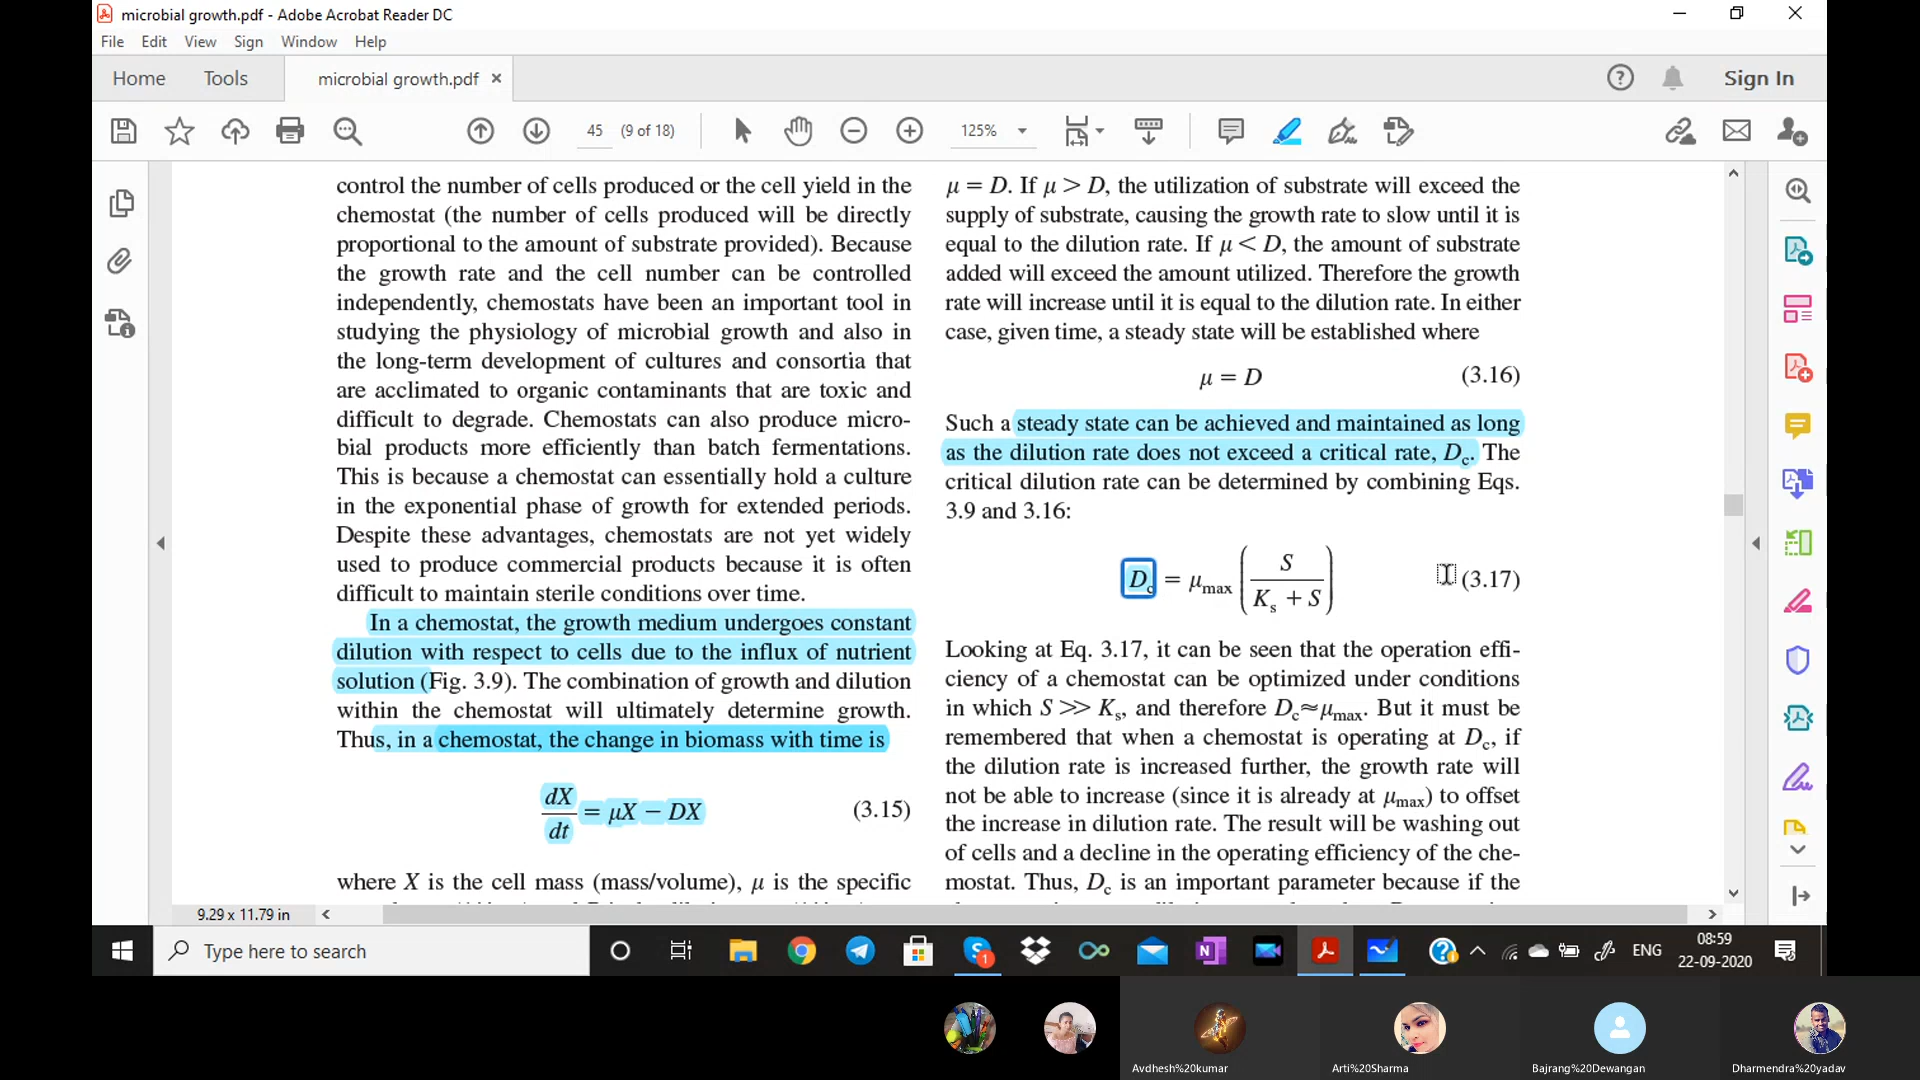 microbial growth.pdf - Adobe Acrobat Reader DC
File Edit View Sign Window Help
Home Tools microbial growth.pdf Sign In
45 (9 of 18) 125%
control the number of cells produced or the cell yield in the
chemostat (the number of cells produced will be directly
proportional to the amount of substrate provided). Because
the growth rate and the cell number can be controlled
independently, chemostats have been an important tool in
studying the physiology of microbial growth and also in
the long-term development of cultures and consortia that
are acclimated to organic contaminants that are toxic and
difficult to degrade. Chemostats can also produce micro-
bial products more efficiently than batch fermentations.
This is because a chemostat can essentially hold a culture
in the exponential phase of growth for extended periods.
Despite these advantages, chemostats are not yet widely
used to produce commercial products because it is often
difficult to maintain sterile conditions over time.
In a chemostat, the growth medium undergoes constant
dilution with respect to cells due to the influx of nutrient
solution (Fig. 3.9). The combination of growth and dilution
within the chemostat will ultimately determine growth.
Thus, in a chemostat, the change in biomass with time is
dX/dt = μX − DX (3.15)
where X is the cell mass (mass/volume), μ is the specific
μ = D. If μ > D, the utilization of substrate will exceed the
supply of substrate, causing the growth rate to slow until it is
equal to the dilution rate. If μ < D, the amount of substrate
added will exceed the amount utilized. Therefore the growth
rate will increase until it is equal to the dilution rate. In either
case, given time, a steady state will be established where
μ = D (3.16)
Such a steady state can be achieved and maintained as long
as the dilution rate does not exceed a critical rate, Dc. The
critical dilution rate can be determined by combining Eqs.
3.9 and 3.16:
Dc = μmax (S / Ks + S) (3.17)
Looking at Eq. 3.17, it can be seen that the operation effi-
ciency of a chemostat can be optimized under conditions
in which S >> Ks, and therefore Dc≈μmax. But it must be
remembered that when a chemostat is operating at Dc, if
the dilution rate is increased further, the growth rate will
not be able to increase (since it is already at μmax) to offset
the increase in dilution rate. The result will be washing out
of cells and a decline in the operating efficiency of the che-
mostat. Thus, Dc is an important parameter because if the
9.29 x 11.79 in
Type here to search
1
ENG
08:59
22-09-2020
Avdhesh%20kumar
Arti%20Sharma
Bajrang%20Dewangan
Dharmendra%20yadav